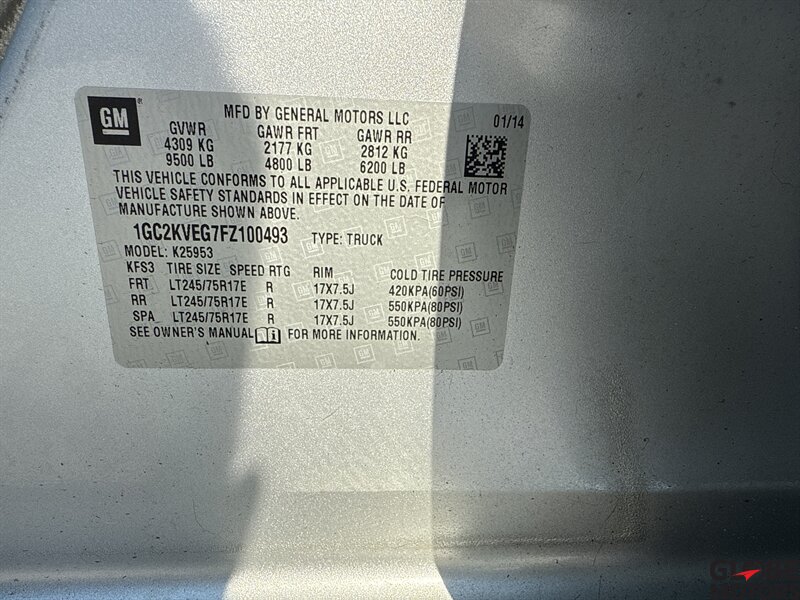 GM
MFD BY GENERAL MOTORS LLC
01/14
GVWR GAWR FRT GAWR RR
4309 KG 2177 KG 2812 KG
9500 LB 4800 LB 6200 LB
THIS VEHICLE CONFORMS TO ALL APPLICABLE U.S. FEDERAL MOTOR
VEHICLE SAFETY STANDARDS IN EFFECT ON THE DATE OF
MANUFACTURE SHOWN ABOVE.
1GC2KVEG7FZ100493 TYPE: TRUCK
MODEL: K25953
KFS3 TIRE SIZE SPEED RTG RIM COLD TIRE PRESSURE
FRT LT245/75R17E R 17X7.5J 420KPA(60PSI)
RR LT245/75R17E R 17X7.5J 550KPA(80PSI)
SPA LT245/75R17E R 17X7.5J 550KPA(80PSI)
SEE OWNER'S MANUAL FOR MORE INFORMATION.